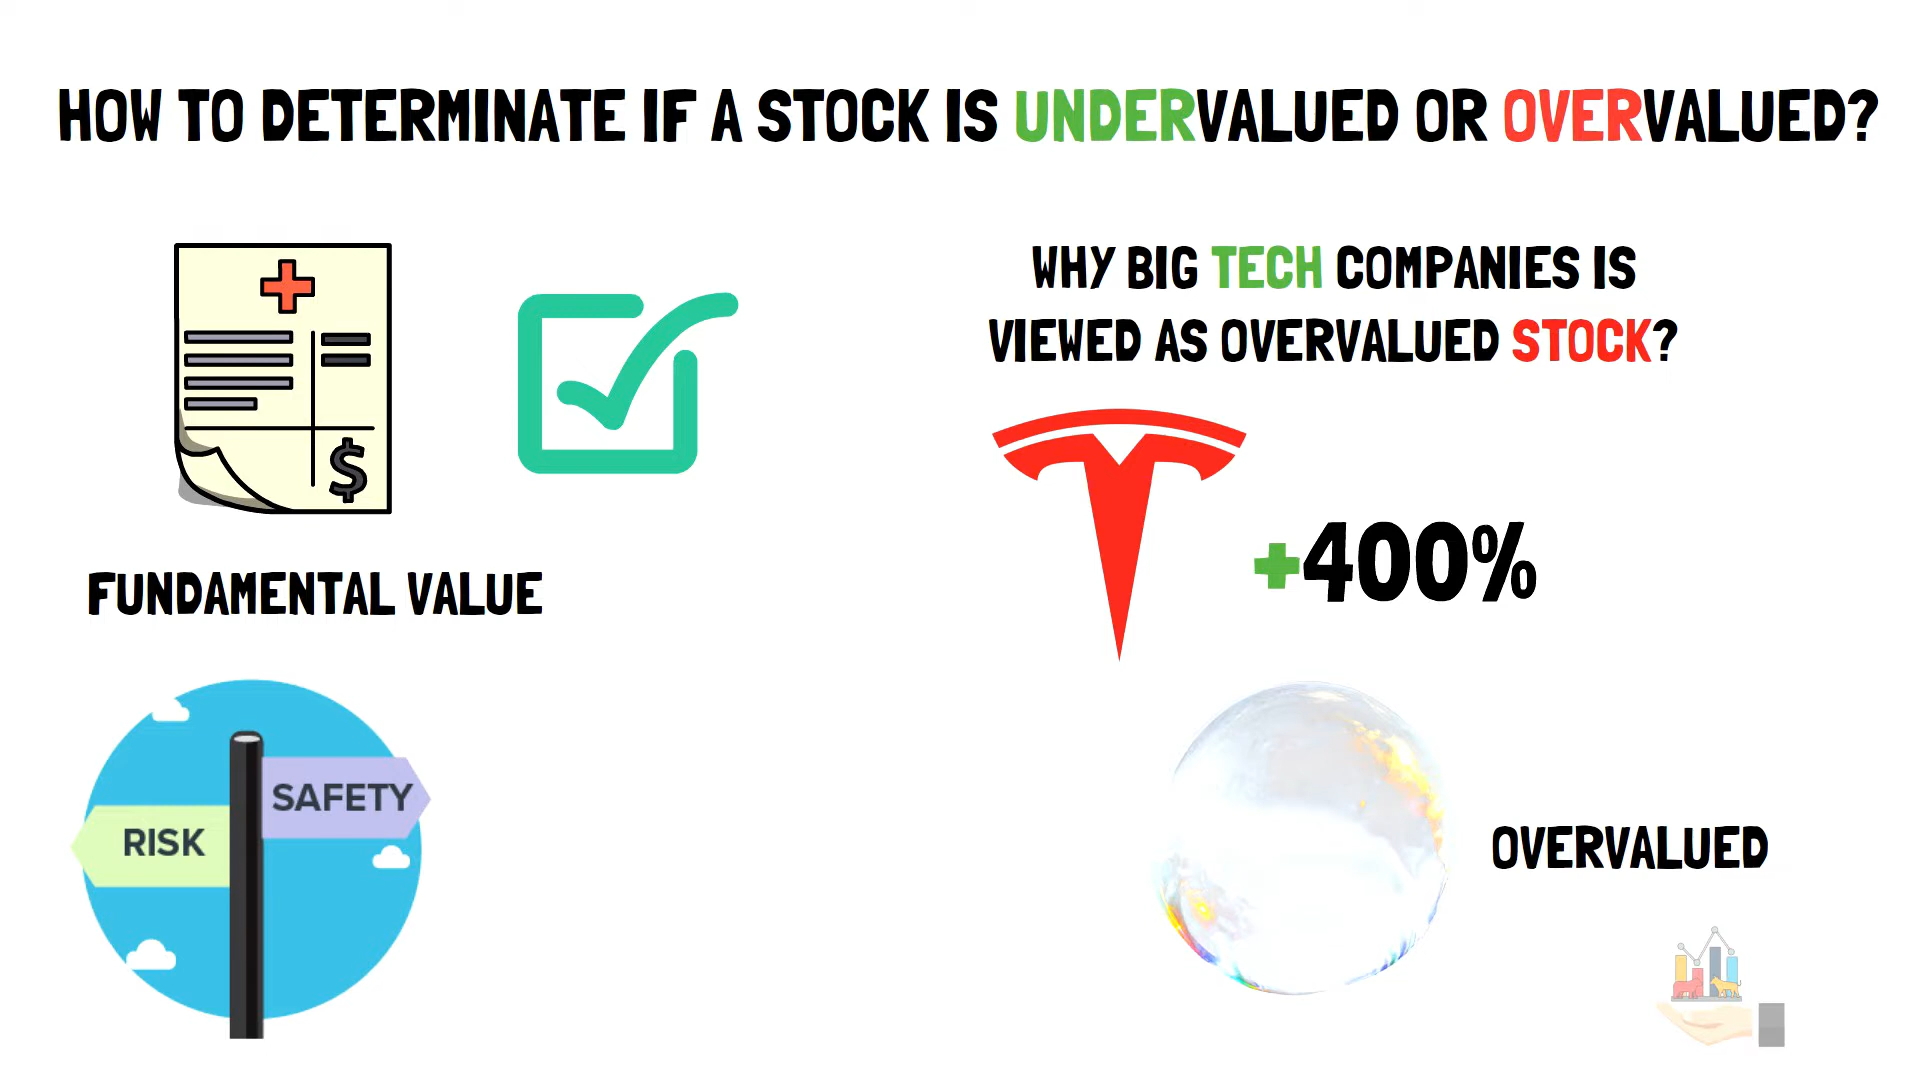 HOW TO DETERMINATE IF A STOCK IS UNDERVALUED OR OVERVALUED?
WHY BIG TECH COMPANIES IS
VIEWED AS OVERVALUED STOCK?
$
+400%
FUNDAMENTAL VALUE
SAFETY
RISK
OVERVALUED